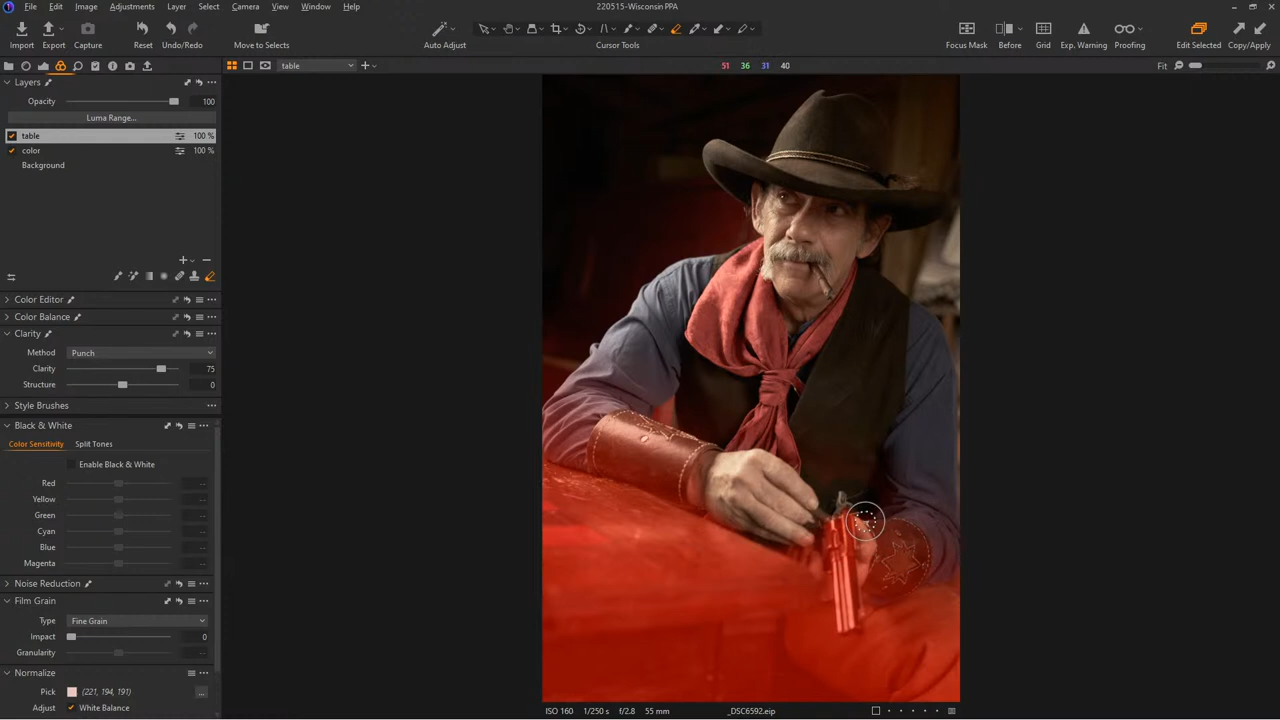 File Edit Image Adjustments Layer Select Camera View Window Help
220515-Wisconsin PPA
Import Export Capture Reset Undo/Redo Move to Selects Auto Adjust Cursor Tools Focus Mask Before Grid Exp. Warning Proofing Edit Selected Copy/Apply
table
51 36 31 40
Fit
Layers
Opacity 100
Luma Range...
table 100 %
color 100 %
Background
Color Editor
Color Balance
Clarity
Method Punch
Clarity 75
Structure 0
Style Brushes
Black & White
Color Sensitivity Split Tones
Enable Black & White
Red --
Yellow --
Green --
Cyan --
Blue --
Magenta --
Noise Reduction
Film Grain
Type Fine Grain
Impact 0
Granularity --
Normalize
Pick (221, 194, 191) ...
Adjust White Balance
ISO 160 1/250 s f/2.8 55 mm _DSC6592.eip